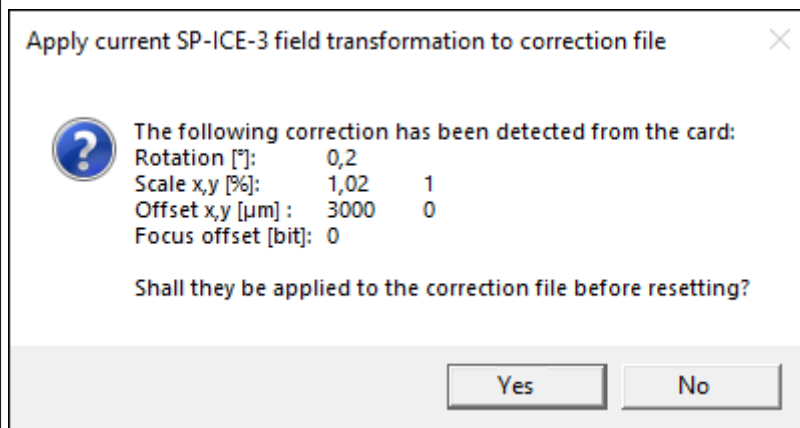 Apply current SP-ICE-3 field transformation to correction file
The following correction has been detected from the card:
Rotation [°]: 0,2
Scale x,y [%]: 1,02 1
Offset x,y [µm] : 3000 0
Focus offset [bit]: 0
Shall they be applied to the correction file before resetting?
Yes No